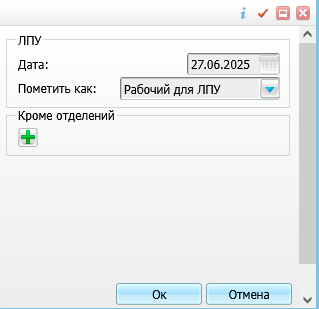 ЛПУ
Дата: 27.06.2025
Пометить как: Рабочий для ЛПУ
Кроме отделений
Ок Отмена